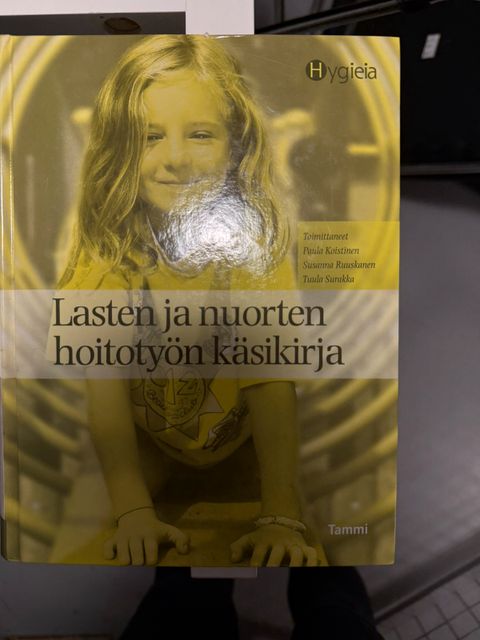 Hygieia
Toimittaneet
Paula Koistinen
Susanna Ruuskanen
Tuula Surakka
Lasten ja nuorten
hoitotyön käsikirja
Tammi